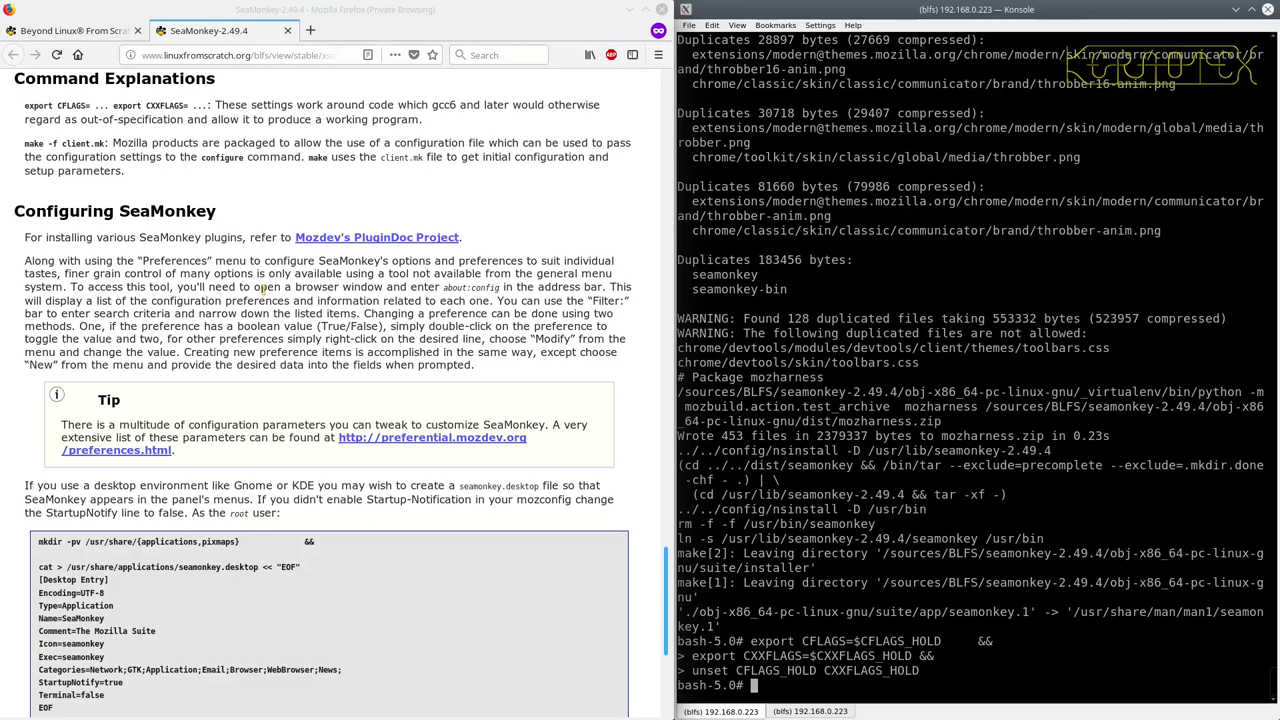 SeaMonkey-2.49.4 - Mozilla Firefox (Private Browsing)
Beyond Linux® From Scra
SeaMonkey-2.49.4
www.linuxfromscratch.org/blfs/view/stable/xso
Search
Command Explanations
export CFLAGS= ... export CXXFLAGS= ...: These settings work around code which gcc6 and later would otherwise
regard as out-of-specification and allow it to produce a working program.
make -f client.mk: Mozilla products are packaged to allow the use of a configuration file which can be used to pass
the configuration settings to the configure command. make uses the client.mk file to get initial configuration and
setup parameters.
Configuring SeaMonkey
For installing various SeaMonkey plugins, refer to Mozdev's PluginDoc Project.
Along with using the “Preferences” menu to configure SeaMonkey's options and preferences to suit individual
tastes, finer grain control of many options is only available using a tool not available from the general menu
system. To access this tool, you'll need to open a browser window and enter about:config in the address bar. This
will display a list of the configuration preferences and information related to each one. You can use the “Filter:”
bar to enter search criteria and narrow down the listed items. Changing a preference can be done using two
methods. One, if the preference has a boolean value (True/False), simply double-click on the preference to
toggle the value and two, for other preferences simply right-click on the desired line, choose “Modify” from the
menu and change the value. Creating new preference items is accomplished in the same way, except choose
“New” from the menu and provide the desired data into the fields when prompted.
Tip
There is a multitude of configuration parameters you can tweak to customize SeaMonkey. A very
extensive list of these parameters can be found at http://preferential.mozdev.org
/preferences.html.
If you use a desktop environment like Gnome or KDE you may wish to create a seamonkey.desktop file so that
SeaMonkey appears in the panel's menus. If you didn't enable Startup-Notification in your mozconfig change
the StartupNotify line to false. As the root user:
mkdir -pv /usr/share/{applications,pixmaps} &&
cat > /usr/share/applications/seamonkey.desktop << "EOF"
[Desktop Entry]
Encoding=UTF-8
Type=Application
Name=SeaMonkey
Comment=The Mozilla Suite
Icon=seamonkey
Exec=seamonkey
Categories=Network;GTK;Application;Email;Browser;WebBrowser;News;
StartupNotify=true
Terminal=false
EOF
(blfs) 192.168.0.223 — Konsole
File Edit View Bookmarks Settings Help
Duplicates 28897 bytes (27669 compressed):
extensions/modern@themes.mozilla.org/chrome/modern/skin/modern/communicator/br
and/throbber16-anim.png
chrome/communicator/skin/classic/communicator/brand/throbber16-anim.png
Duplicates 30718 bytes (29407 compressed):
extensions/modern@themes.mozilla.org/chrome/modern/skin/modern/global/media/th
robber.png
chrome/toolkit/skin/classic/global/media/throbber.png
Duplicates 81660 bytes (79986 compressed):
extensions/modern@themes.mozilla.org/chrome/modern/skin/modern/communicator/br
and/throbber-anim.png
chrome/communicator/skin/classic/communicator/brand/throbber-anim.png
Duplicates 183456 bytes:
seamonkey
seamonkey-bin
WARNING: Found 128 duplicated files taking 553332 bytes (523957 compressed)
WARNING: The following duplicated files are not allowed:
chrome/devtools/modules/devtools/client/themes/toolbars.css
chrome/devtools/skin/toolbars.css
# Package mozharness
/sources/BLFS/seamonkey-2.49.4/obj-x86_64-pc-linux-gnu/_virtualenv/bin/python -m
mozbuild.action.test_archive mozharness /sources/BLFS/seamonkey-2.49.4/obj-x86
_64-pc-linux-gnu/dist/mozharness.zip
Wrote 453 files in 2379337 bytes to mozharness.zip in 0.23s
../../config/nsinstall -D /usr/lib/seamonkey-2.49.4
(cd ../../dist/seamonkey && /bin/tar --exclude=precomplete --exclude=.mkdir.done
-chf - .) | \
(cd /usr/lib/seamonkey-2.49.4 && tar -xf -)
../../config/nsinstall -D /usr/bin
rm -f -f /usr/bin/seamonkey
ln -s /usr/lib/seamonkey-2.49.4/seamonkey /usr/bin
make[2]: Leaving directory '/sources/BLFS/seamonkey-2.49.4/obj-x86_64-pc-linux-g
nu/suite/installer'
make[1]: Leaving directory '/sources/BLFS/seamonkey-2.49.4/obj-x86_64-pc-linux-g
nu'
'./obj-x86_64-pc-linux-gnu/suite/app/seamonkey.1' -> '/usr/share/man/man1/seamon
key.1'
bash-5.0# export CFLAGS=$CFLAGS_HOLD &&
> export CXXFLAGS=$CXXFLAGS_HOLD &&
> unset CFLAGS_HOLD CXXFLAGS_HOLD
bash-5.0#
(blfs) 192.168.0.223
(blfs) 192.168.0.223